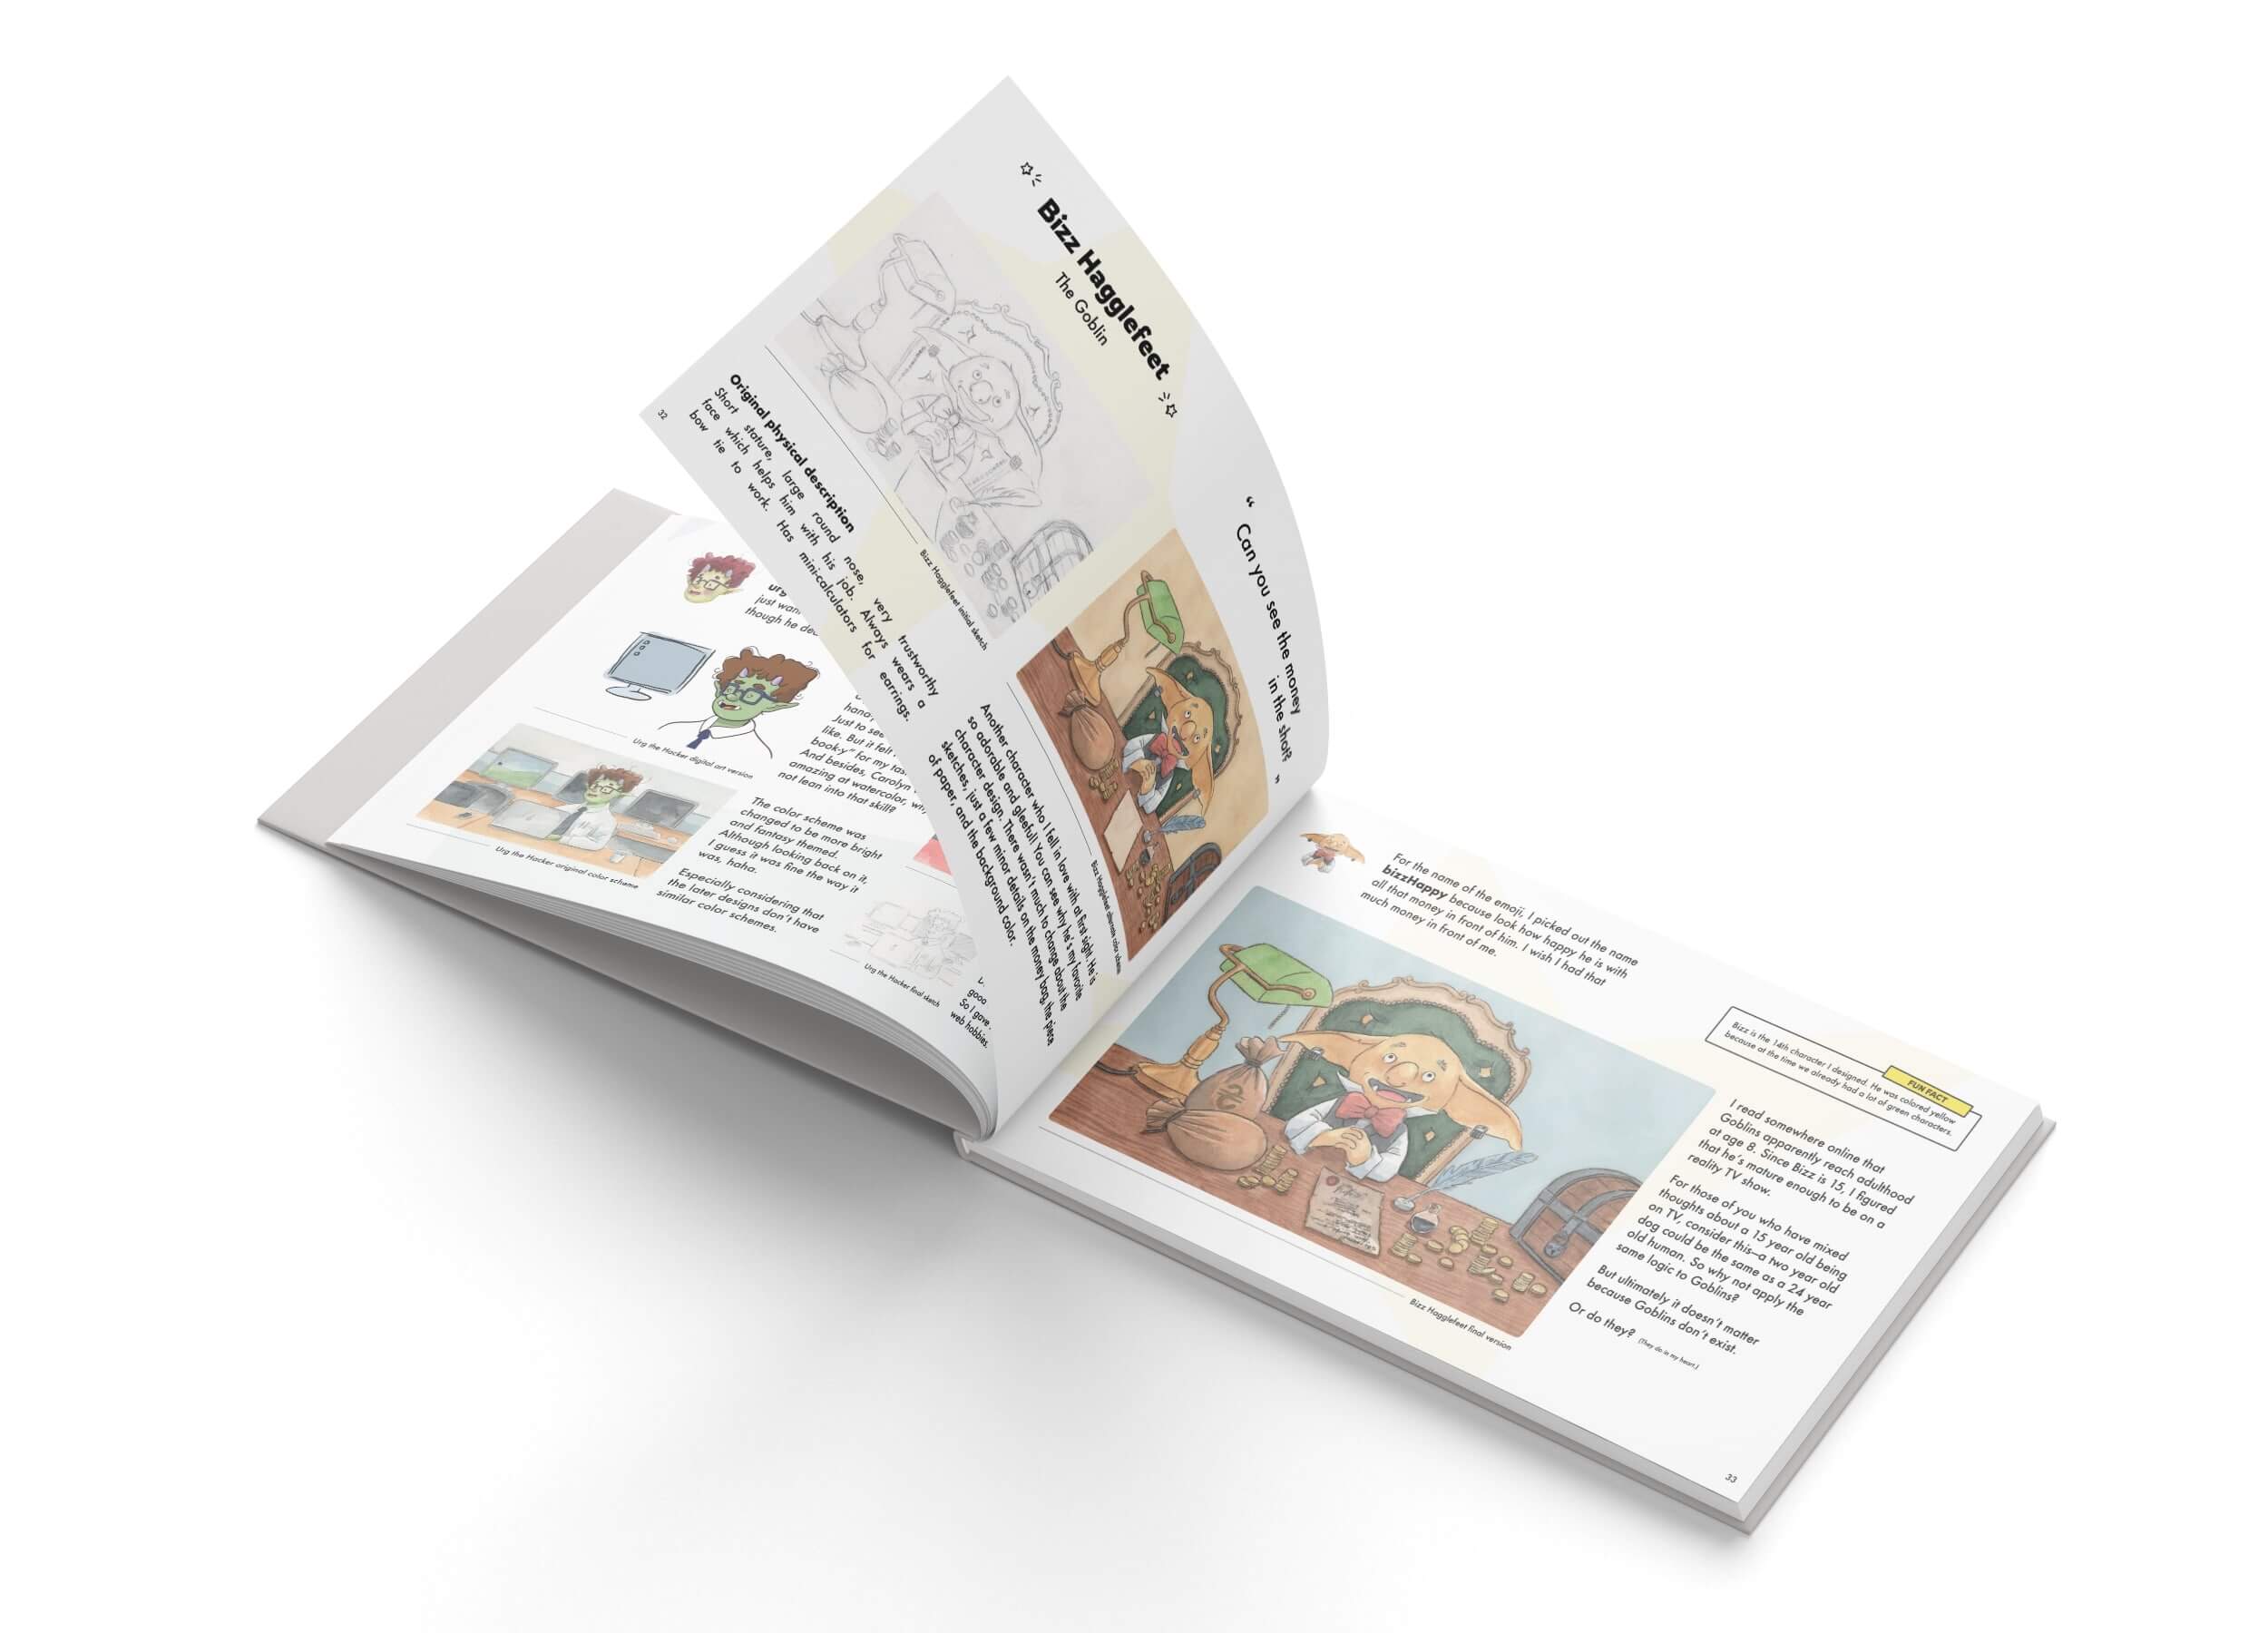 Bizz Hagglefeet
The Goblin
Original physical description
Short stature, large round nose, very trustworthy
face which helps him with his job. Always wears a
bow tie to work. Has mini-calculators for earrings.
32
Bizz Hagglefeet initial sketch
“ Can you see the money
in the shot? ”
Bizz Hagglefeet alternate color scheme
Another character who I fell in love with at first sight. He is
so adorable and gleeful! You can see why he's my favorite
character design. There wasn't much to change about the
sketches, just a few minor details on the money bag, the piece
of paper, and the background color.
just wan
though he dec
Urg the Hacker digital art version
Just to see
like. But it felt
book-y" for my tas
And besides, Carolyn
amazing at watercolor, why
not lean into that skill?
Urg the Hacker original color scheme
The color scheme was
changed to be more bright
and fantasy themed.
Although looking back on it,
I guess it was fine the way it
was, haha.
Especially considering that
the later designs don't have
similar color schemes.
Urg the Hacker final sketch
So I gave
web hobbies.
For the name of the emoji, I picked out the name
bizzHappy because look how happy he is with
all that money in front of him. I wish I had that
much money in front of me.
Bizz Hagglefeet final version
FUN FACT
Bizz is the 14th character I designed. He was colored yellow
because at the time we already had a lot of green characters.
I read somewhere online that
Goblins apparently reach adulthood
at age 8. Since Bizz is 15, I figured
that he's mature enough to be on a
reality TV show.
For those of you who have mixed
thoughts about a 15 year old being
on TV, consider this—a two year old
dog could be the same as a 24 year
old human. So why not apply the
same logic to Goblins?
But ultimately it doesn't matter
because Goblins don't exist.
Or do they? (They do in my heart.)
33